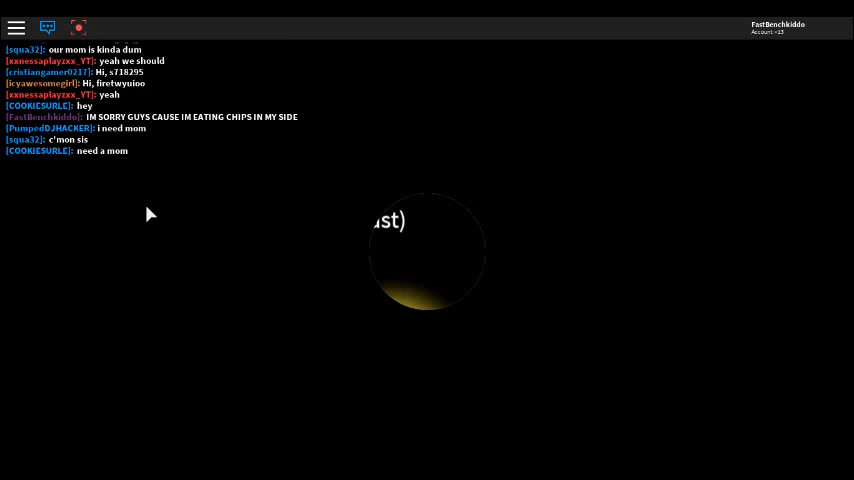 FastBenchkiddo
Account: <13
[squa32]: our mom is kinda dum
[xxnessaplayzxx_YT]: yeah we should
[cristiangamer0217]: Hi, s718295
[icyawesomegirl]: Hi, firetwyuioo
[xxnessaplayzxx_YT]: yeah
[COOKIESURLE]: hey
[FastBenchkiddo]: IM SORRY GUYS CAUSE IM EATING CHIPS IN MY SIDE
[PumpedDJHACKER]: i need mom
[squa32]: c'mon sis
[COOKIESURLE]: need a mom
ast)